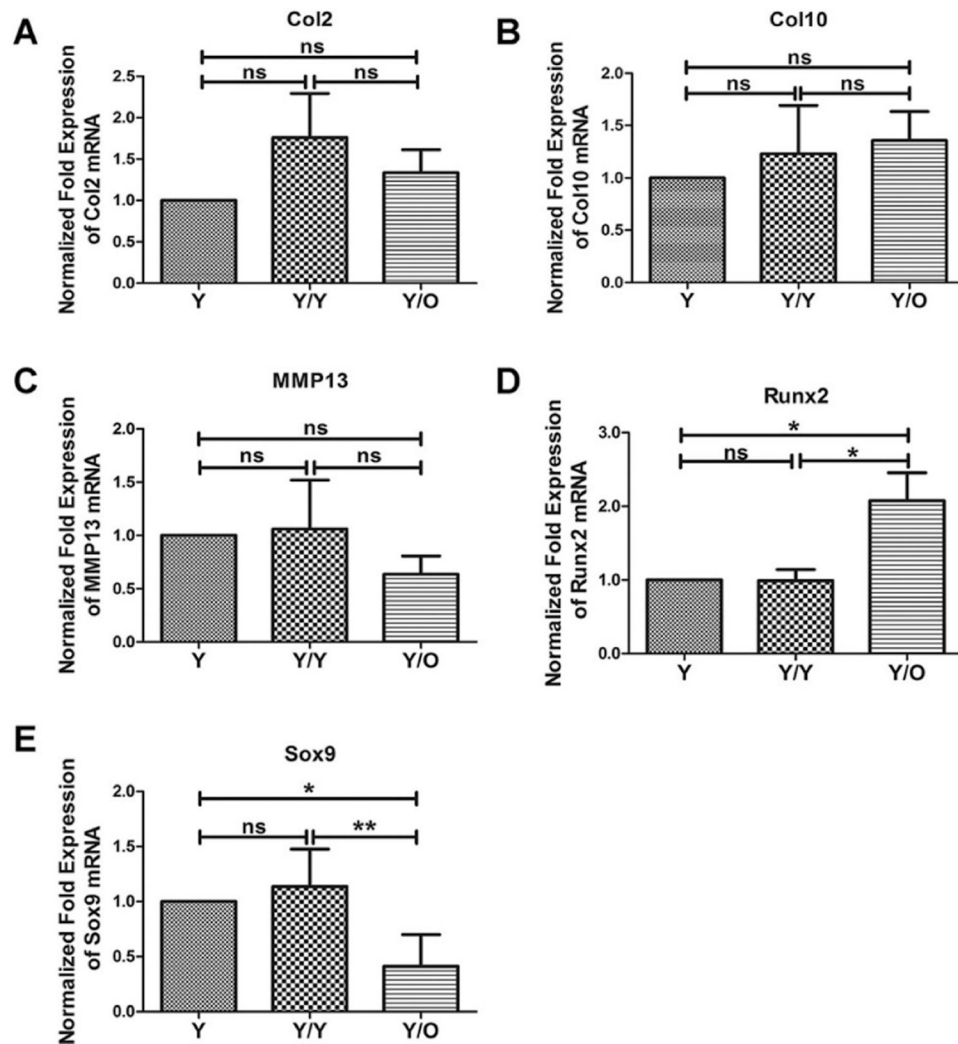 A
Col2
ns
ns
ns
Normalized Fold Expression
of Col2 mRNA
2.5
2.0
1.5
1.0
0.5
0.0
Y
Y/Y
Y/O
B
Col10
ns
ns
ns
Normalized Fold Expression
of Col10 mRNA
2.0
1.5
1.0
0.5
0.0
Y
Y/Y
Y/O
C
MMP13
ns
ns
ns
Normalized Fold Expression
of MMP13 mRNA
2.0
1.5
1.0
0.5
0.0
Y
Y/Y
Y/O
D
Runx2
*
ns
*
Normalized Fold Expression
of Runx2 mRNA
3.0
2.0
1.0
0.0
Y
Y/Y
Y/O
E
Sox9
*
ns
**
Normalized Fold Expression
of Sox9 mRNA
2.0
1.5
1.0
0.5
0.0
Y
Y/Y
Y/O